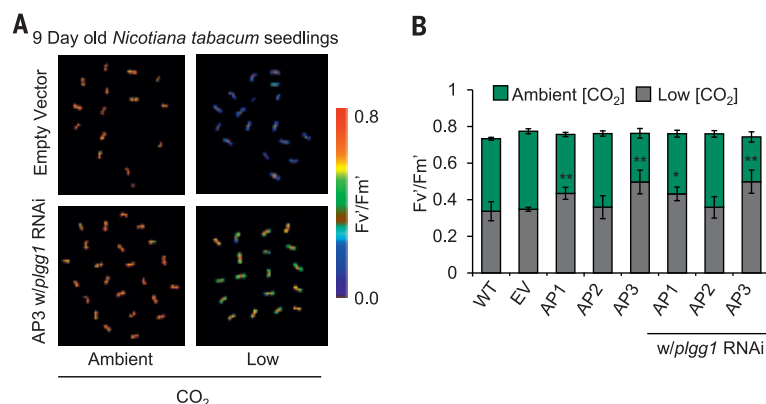 A
9 Day old Nicotiana tabacum seedlings
Empty Vector
AP3 w/plgg1 RNAi
Ambient
Low
CO2
0.8
Fv'/Fm'
0.0
B
Ambient [CO2]
Low [CO2]
Fv'/Fm'
1
0.8
0.6
0.4
0.2
0
** ** * **
WT EV AP1 AP2 AP3 AP1 AP2 AP3
w/plgg1 RNAi